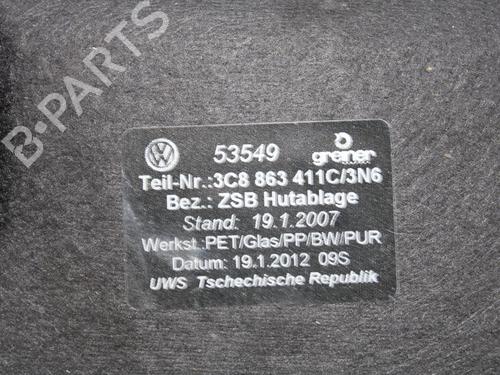 B-PARTS
53549 greiner
Teil-Nr.:3C8 863 411C/3N6
Bez.: ZSB Hutablage
Stand: 19.1.2007
Werkst.:PET/Glas/PP/BW/PUR
Datum: 19.1.2012 09S
UWS Tschechische Republik